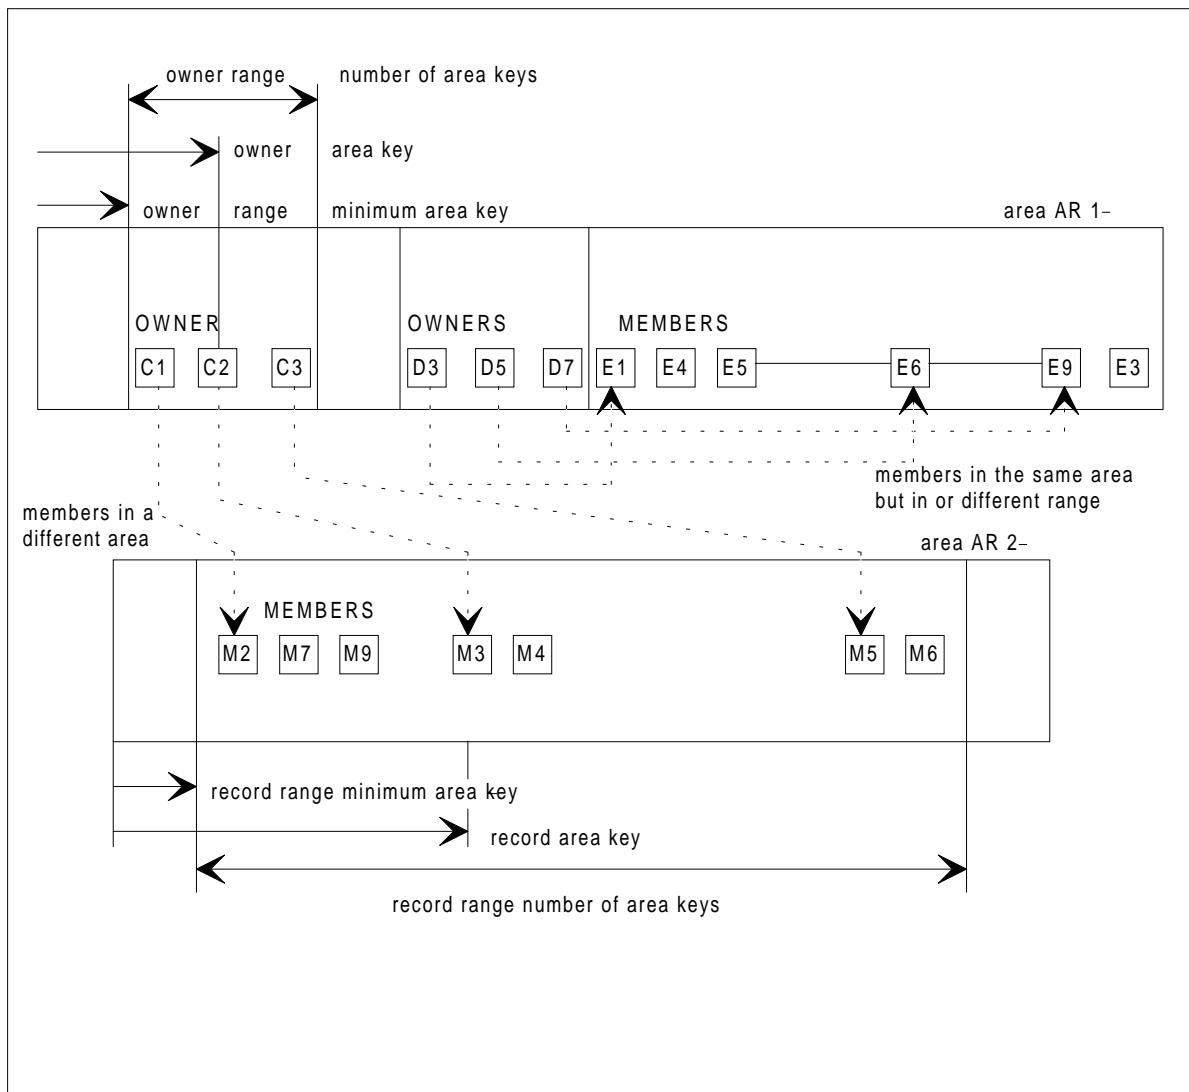 owner range number of area keys
owner area key
owner range minimum area key area AR 1–
OWNER OWNERS MEMBERS
C1 C2 C3 D3 D5 D7 E1 E4 E5 E6 E9 E3
members in the same area
but in or different range
members in a
different area
area AR 2–
MEMBERS
M2 M7 M9 M3 M4 M5 M6
record range minimum area key
record area key
record range number of area keys